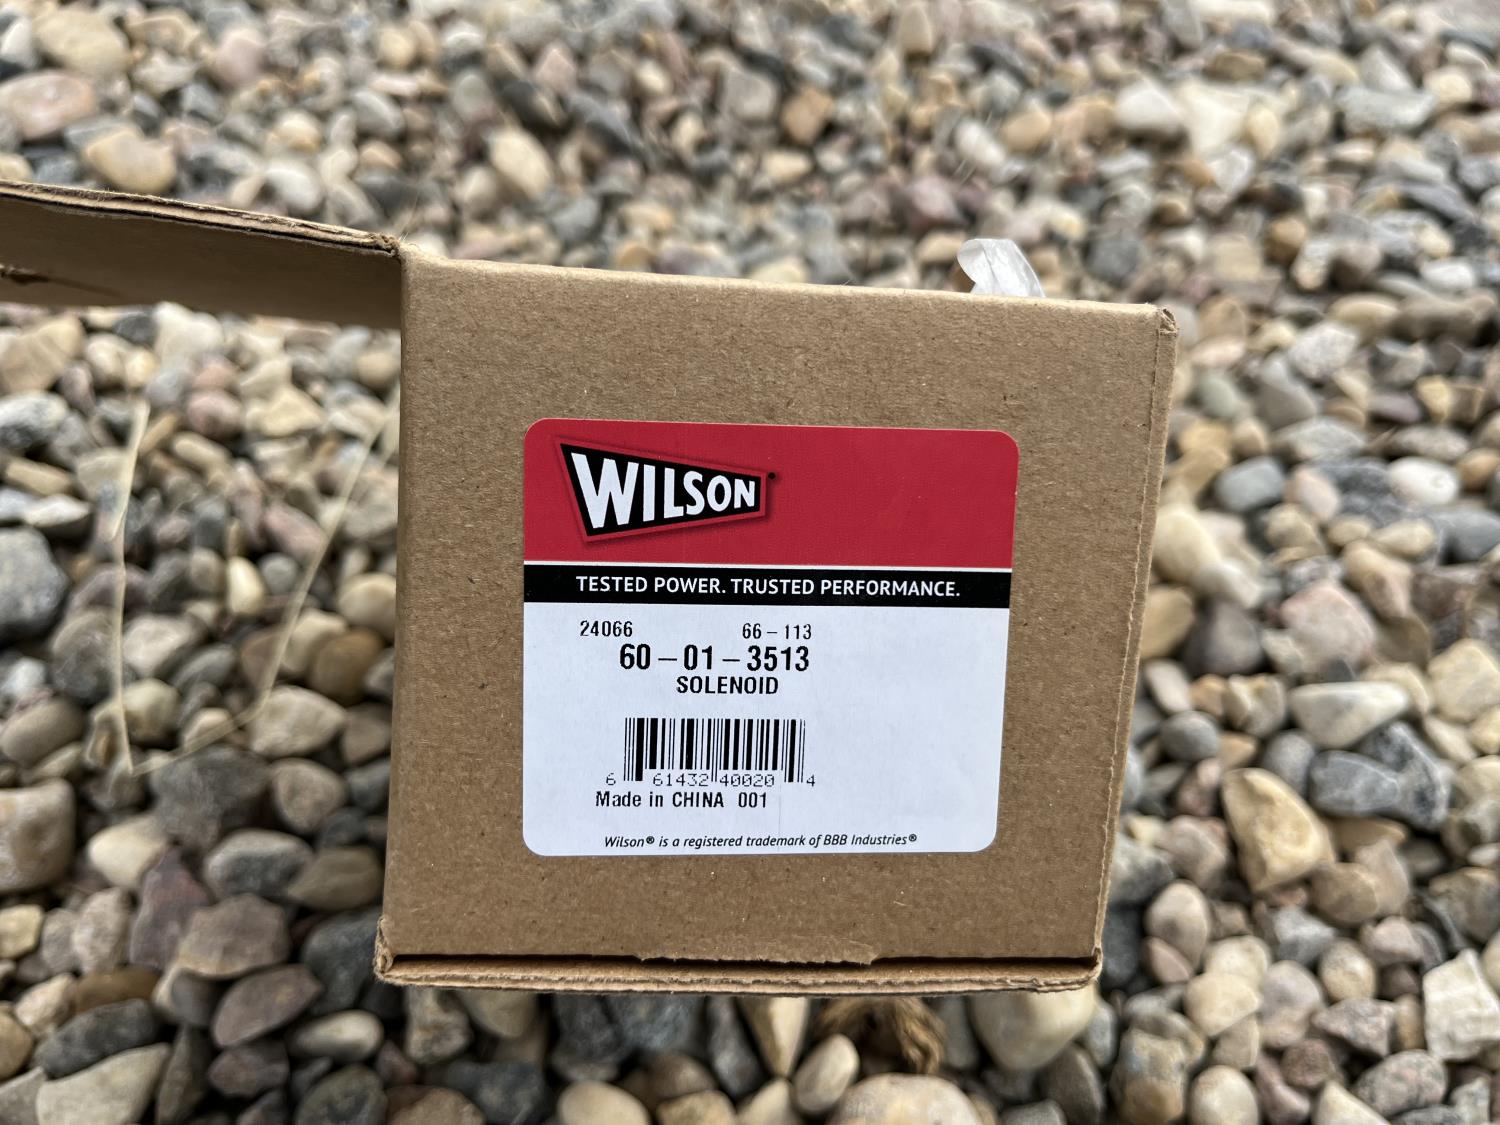 WILSON
TESTED POWER. TRUSTED PERFORMANCE.
24066 66-113
60-01-3513
SOLENOID
6 61432 40020 4
Made in CHINA 001
Wilson® is a registered trademark of BBB Industries®